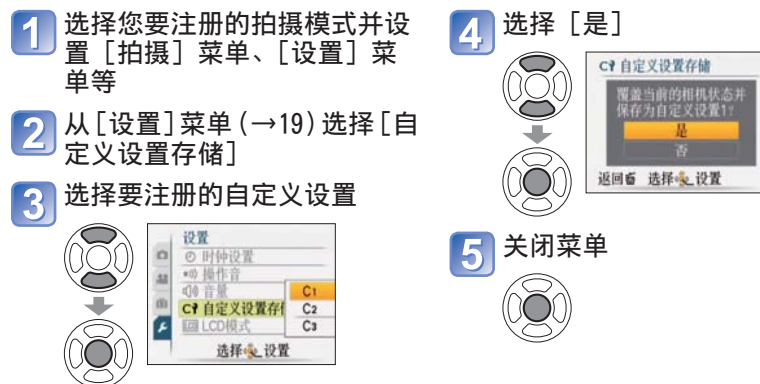 1 选择您要注册的拍摄模式并设
置［拍摄］菜单、［设置］菜
单等
2 从［设置］菜单（→19）选择［自
定义设置存储］
3 选择要注册的自定义设置
设置
时钟设置
操作音
音量
自定义设置存储
LCD模式
C1
C2
C3
选择 设置
4 选择［是］
自定义设置存储
覆盖当前的相机状态并
保存为自定义设置1？
是
否
返回 选择 设置
5 关闭菜单